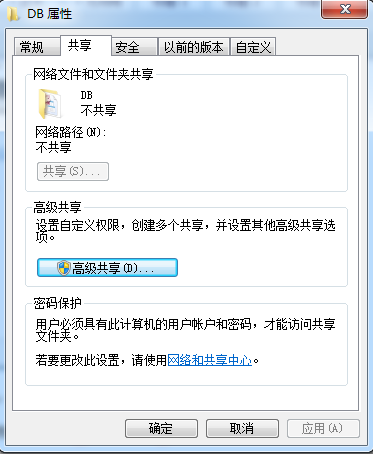 DB 属性
常规 共享 安全 以前的版本 自定义
网络文件和文件夹共享
DB
不共享
网络路径(N):
不共享
共享(S)...
高级共享
设置自定义权限，创建多个共享，并设置其他高级共享选
项。
高级共享(D)...
密码保护
用户必须具有此计算机的用户帐户和密码，才能访问共享
文件夹。
若要更改此设置，请使用网络和共享中心。
确定 取消 应用(A)